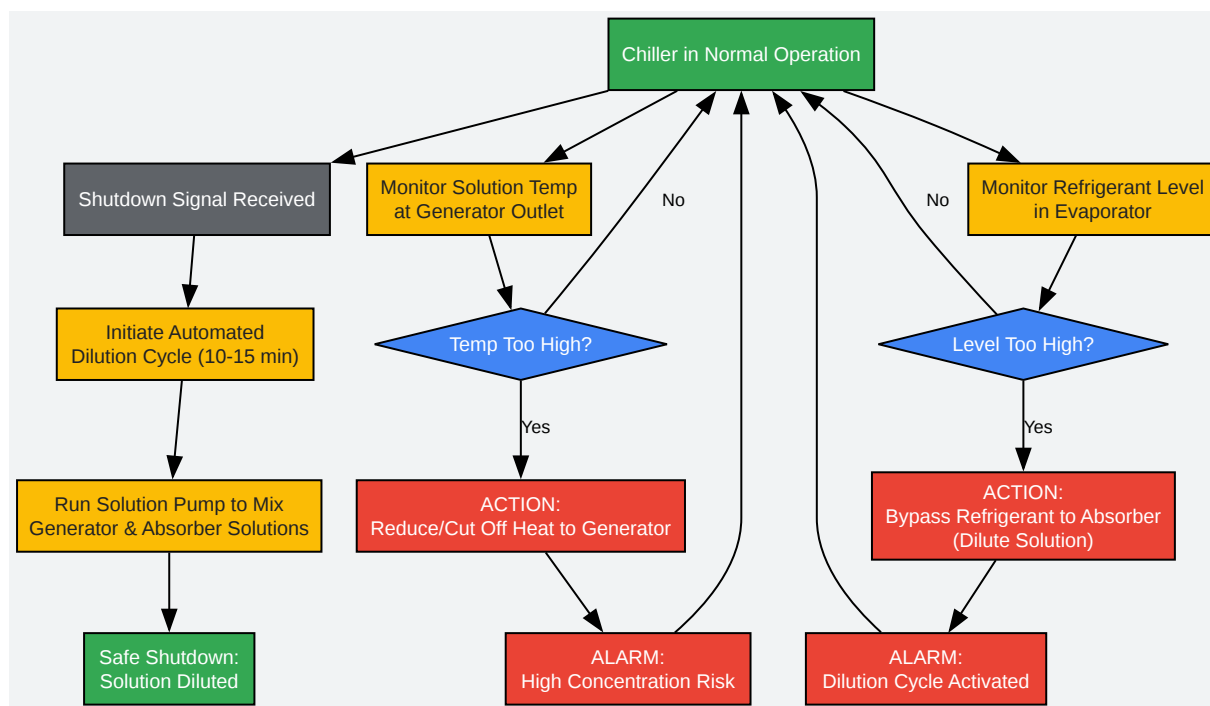 Chiller in Normal Operation
Shutdown Signal Received
Monitor Solution Temp
at Generator Outlet
No
No
Monitor Refrigerant Level
in Evaporator
Initiate Automated
Dilution Cycle (10-15 min)
Temp Too High?
Level Too High?
Yes
Yes
Run Solution Pump to Mix
Generator & Absorber Solutions
ACTION:
Reduce/Cut Off Heat to Generator
ACTION:
Bypass Refrigerant to Absorber
(Dilute Solution)
Safe Shutdown:
Solution Diluted
ALARM:
High Concentration Risk
ALARM:
Dilution Cycle Activated